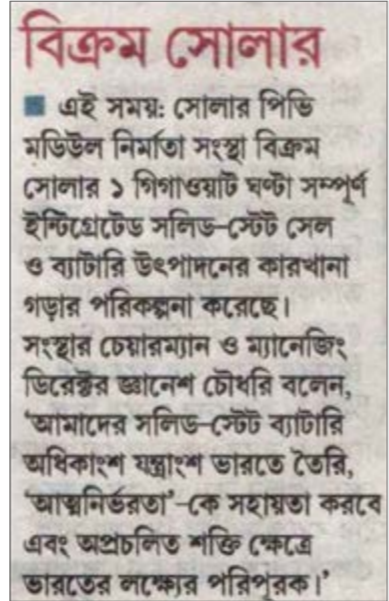 বিক্রম সোলার
এই সময়: সোলার পিভি
মডিউল নির্মাতা সংস্থা বিক্রম
সোলার ১ গিগাওয়াট ঘণ্টা সম্পূর্ণ
ইন্টিগ্রেটেড সলিড-স্টেট সেল
ও ব্যাটারি উৎপাদনের কারখানা
গড়ার পরিকল্পনা করেছে।
সংস্থার চেয়ারম্যান ও ম্যানেজিং
ডিরেক্টর জ্ঞানেশ চৌধরি বলেন,
‘আমাদের সলিড-স্টেট ব্যাটারি
অধিকাংশ যন্ত্রাংশ ভারতে তৈরি,
‘আত্মনির্ভরতা’-কে সহায়তা করবে
এবং অপ্রচলিত শক্তি ক্ষেত্রে
ভারতের লক্ষ্যের পরিপূরক।’